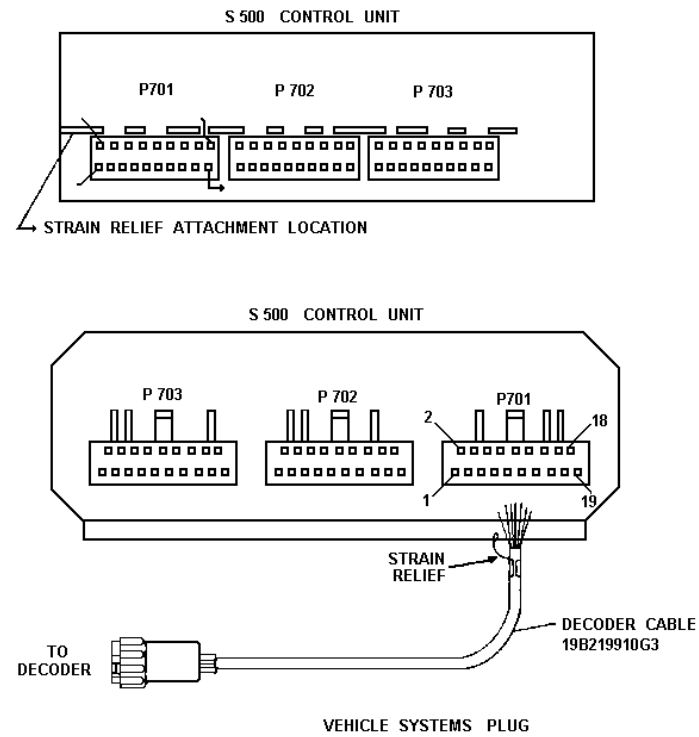 S 500 CONTROL UNIT
P701 P 702 P 703
STRAIN RELIEF ATTACHMENT LOCATION
S 500 CONTROL UNIT
P 703 P 702 P701
2 18
1 19
STRAIN
RELIEF
DECODER CABLE
19B219910G3
TO
DECODER
VEHICLE SYSTEMS PLUG